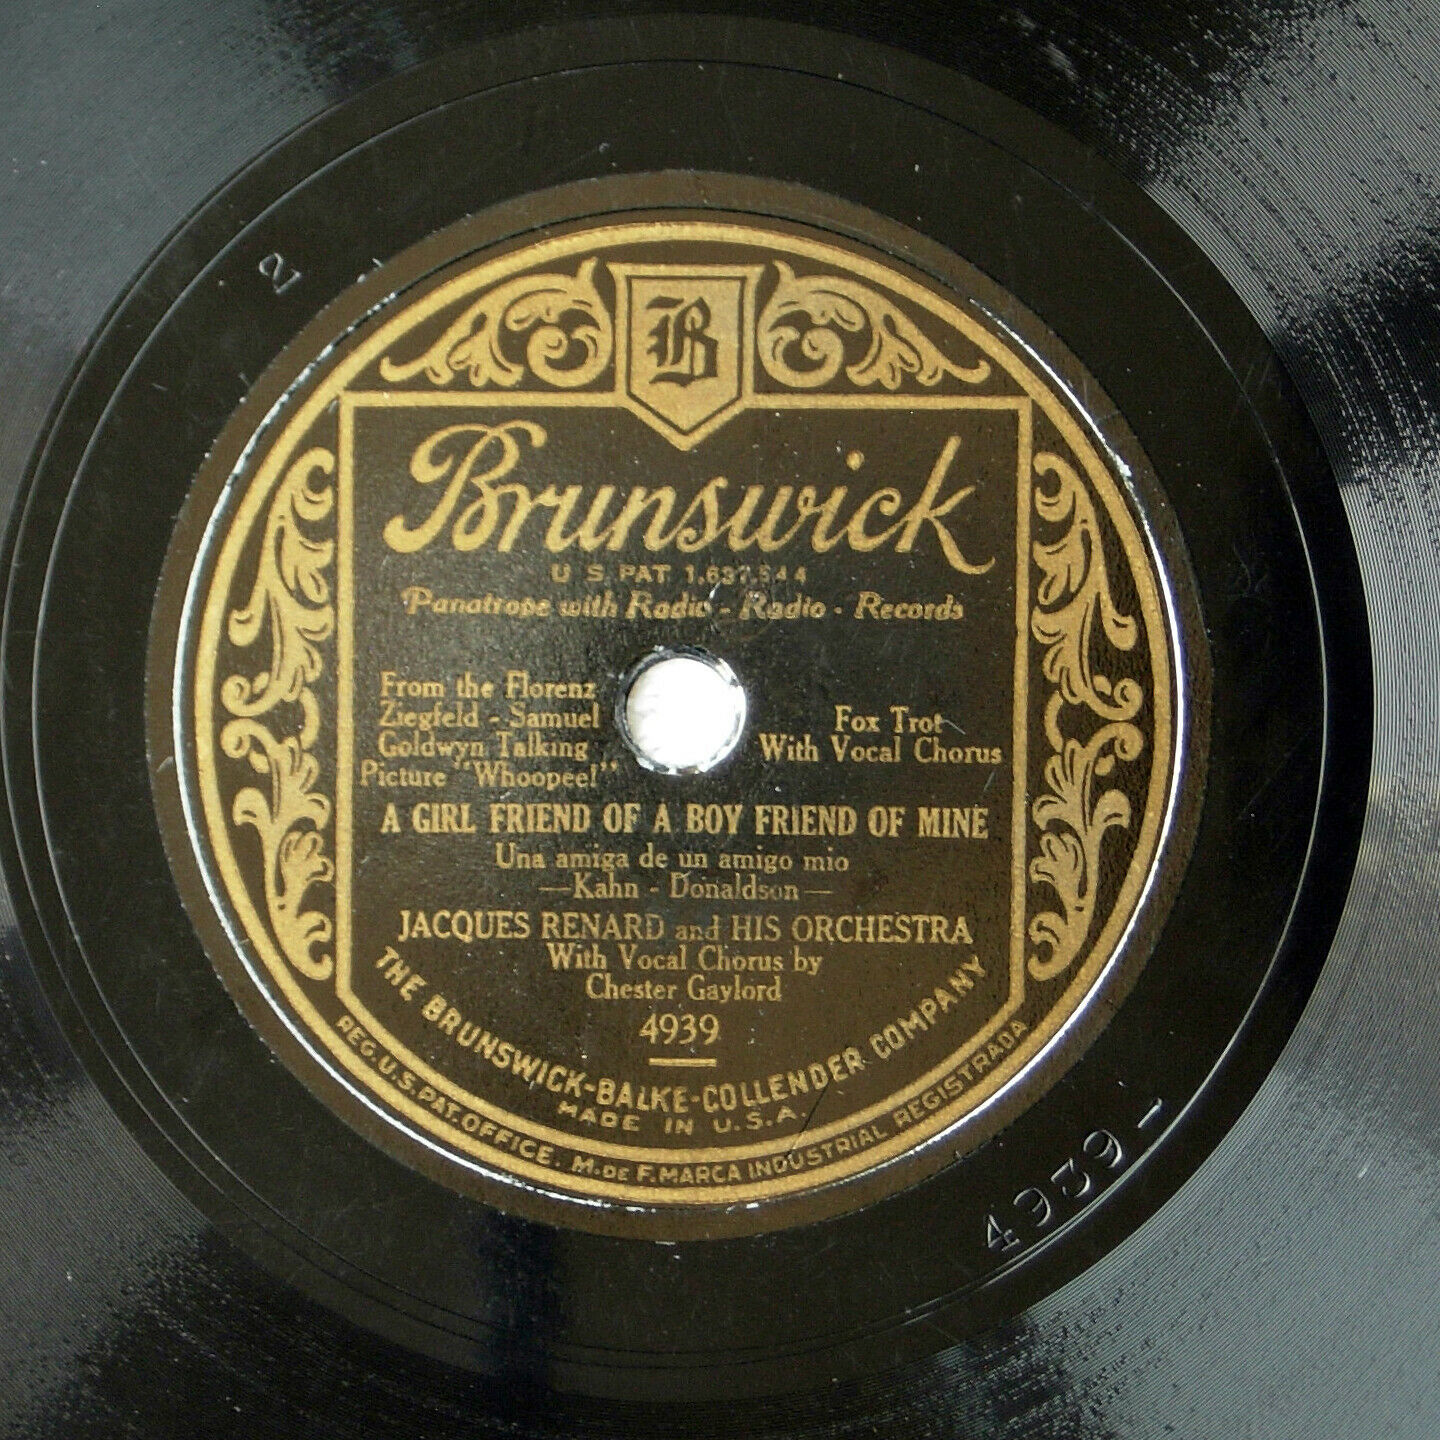 2
B
Brunswick
U S PAT 1,637,544
Panatrope with Radio - Radio - Records
From the Florenz
Ziegfeld - Samuel
Goldwyn Talking
Picture "Whoopee!"
Fox Trot
With Vocal Chorus
A GIRL FRIEND OF A BOY FRIEND OF MINE
Una amiga de un amigo mio
—Kahn - Donaldson—
JACQUES RENARD and HIS ORCHESTRA
With Vocal Chorus by
Chester Gaylord
4939
THE BRUNSWICK-BALKE-COLLENDER COMPANY
MADE IN U.S.A.
REG. U.S. PAT. OFFICE. M. DE F. MARCA INDUSTRIAL REGISTRADA
4939-